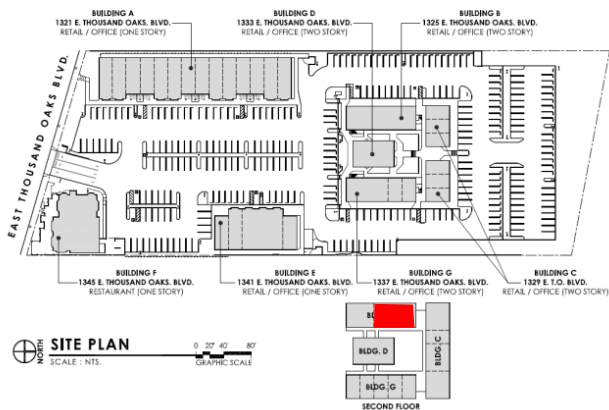 BUILDING A
1321 E. THOUSAND OAKS. BLVD.
RETAIL / OFFICE (ONE STORY)
BUILDING D
1333 E. THOUSAND OAKS. BLVD.
RETAIL / OFFICE (TWO STORY)
BUILDING B
1325 E. THOUSAND OAKS. BLVD.
RETAIL / OFFICE (TWO STORY)
EAST THOUSAND OAKS BLVD.
BUILDING F
1345 E. THOUSAND OAKS. BLVD.
RESTAURANT (ONE STORY)
BUILDING E
1341 E. THOUSAND OAKS. BLVD.
RETAIL / OFFICE (ONE STORY)
BUILDING G
1337 E. THOUSAND OAKS. BLVD.
RETAIL / OFFICE (TWO STORY)
BUILDING C
1329 E. T.O. BLVD.
RETAIL / OFFICE (TWO STORY)
NORTH
SITE PLAN
SCALE : NTS.
0 20' 40' 80'
GRAPHIC SCALE
BLDG. D
BLDG. C
BLDG. G
SECOND FLOOR